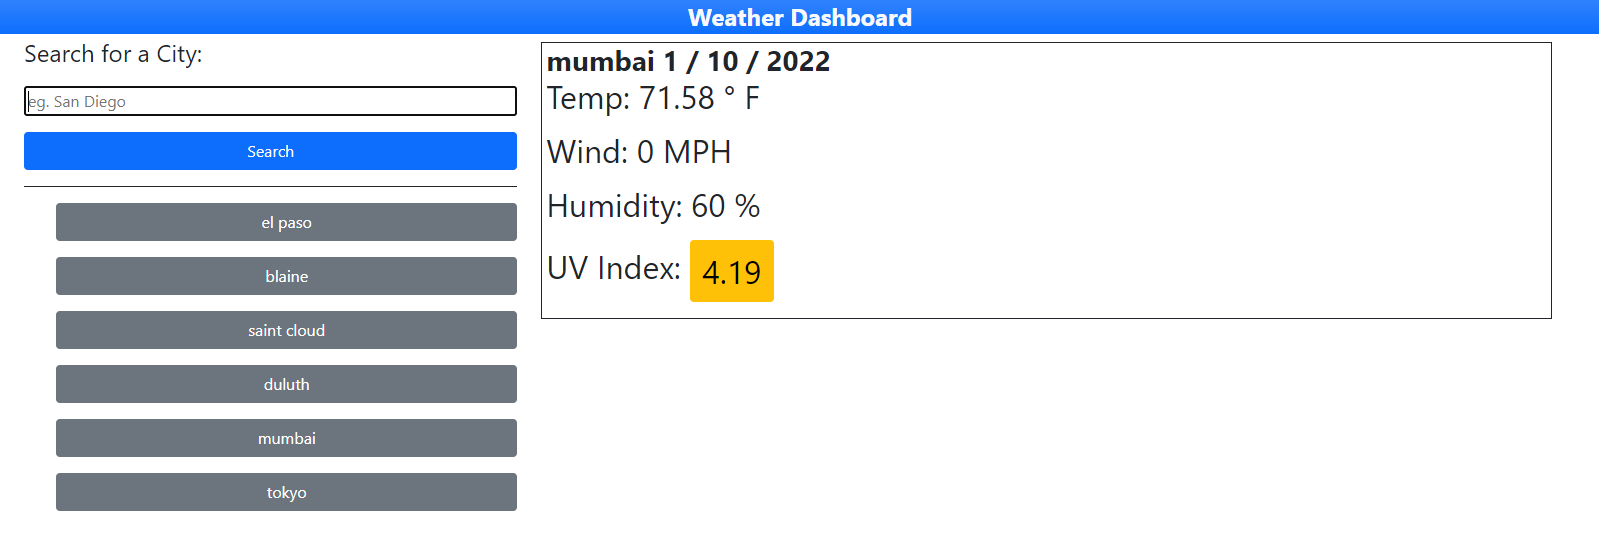 Weather Dashboard
Search for a City:
eg. San Diego
Search
el paso
blaine
saint cloud
duluth
mumbai
tokyo
mumbai 1 / 10 / 2022
Temp: 71.58 ° F
Wind: 0 MPH
Humidity: 60 %
UV Index: 4.19